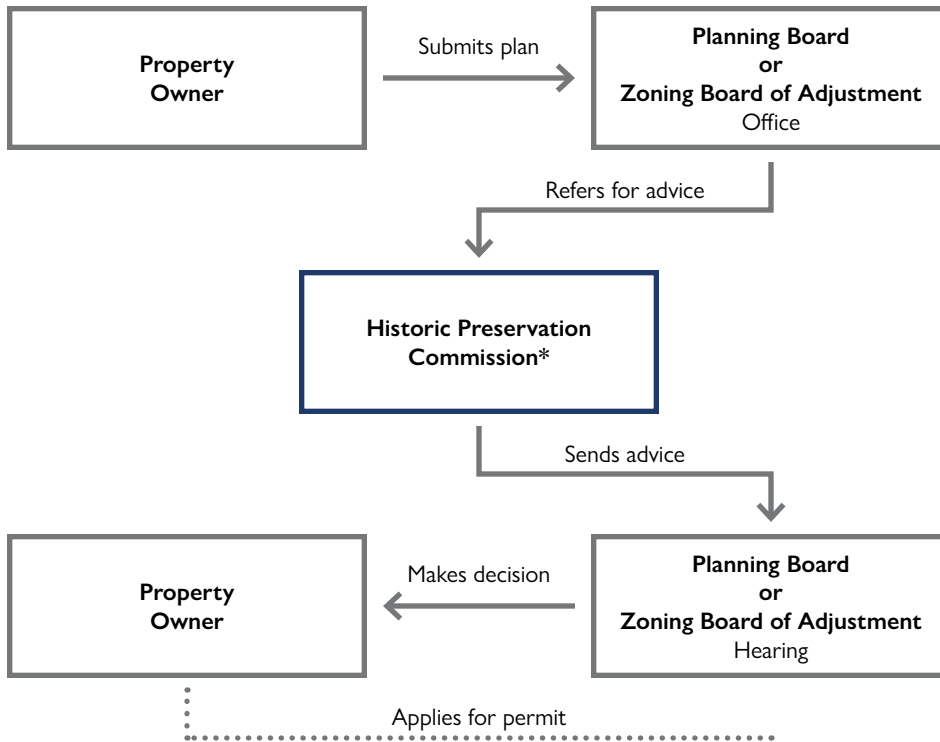 Property
Owner
Submits plan
Planning Board
or
Zoning Board of Adjustment
Office
Refers for advice
Historic Preservation
Commission*
Sends advice
Property
Owner
Makes decision
Planning Board
or
Zoning Board of Adjustment
Hearing
Applies for permit